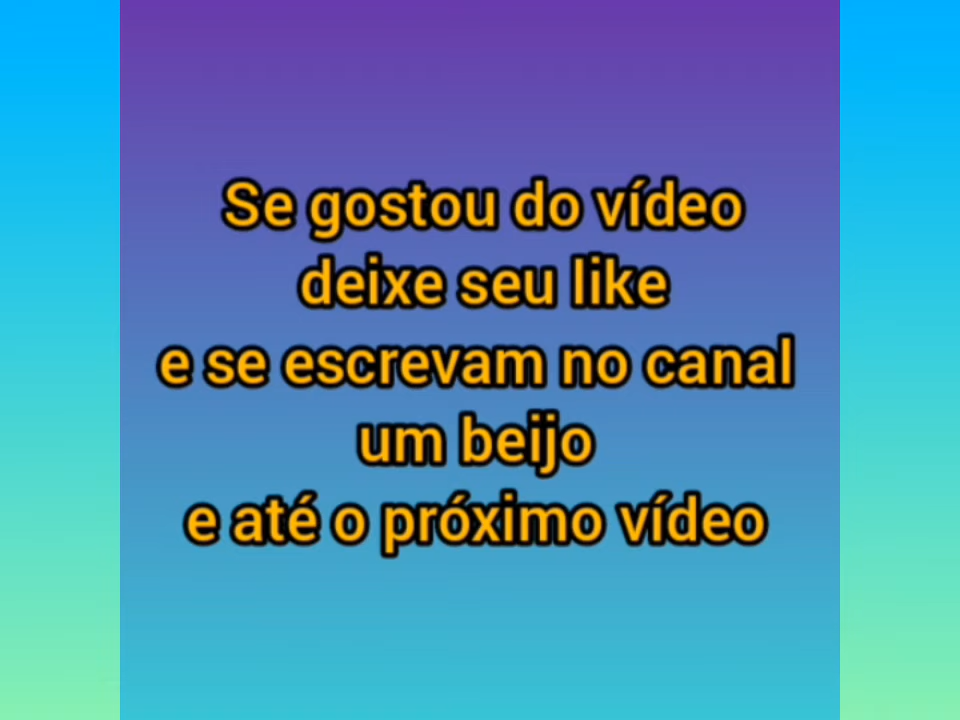 Se gostou do vídeo
deixe seu like
e se escrevam no canal
um beijo
e até o próximo vídeo